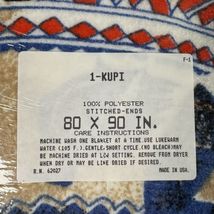 F-1
1-KUPI
100% POLYESTER
STITCHED-ENDS
80 X 90 IN.
CARE INSTRUCTIONS
MACHINE WASH ONE BLANKET AT A TIME USE LUKEWARM
WATER (105 F.),GENTLE,SHORT CYCLE (NO BLEACH)MAY
BE MACHINE DRIED AT LOW SETTING. REMOVE FROM DRYER
WHEN DRY OR MAY BE LINE DRIED IF DESIRED.
R.N. 62027 MADE IN U.S.A.